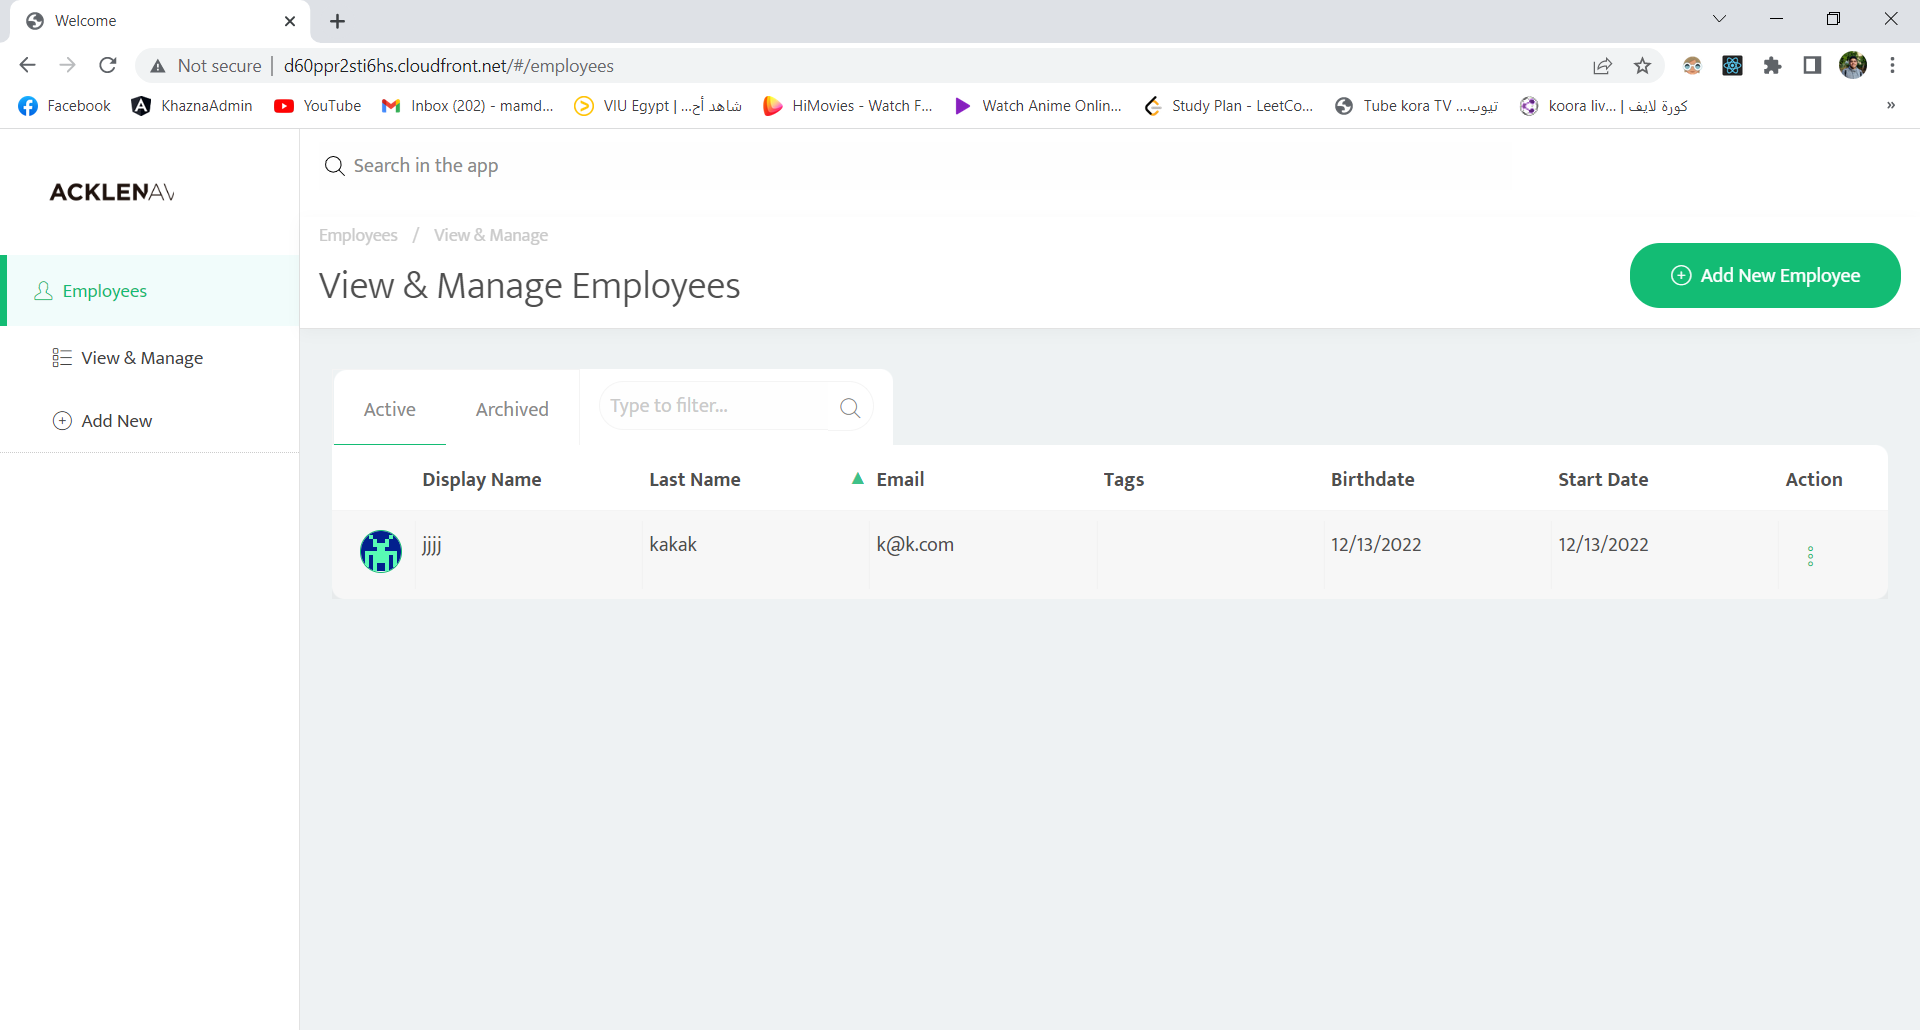 Welcome
Not secure | d60ppr2sti6hs.cloudfront.net/#/employees
Facebook KhaznaAdmin YouTube Inbox (202) - mamd... VIU Egypt | شاهد أح... HiMovies - Watch F... Watch Anime Onlin... Study Plan - LeetCo... Tube kora TV تيوب... koora liv... | كورة لايف »
ACKLENAV
Search in the app
Employees / View & Manage
View & Manage Employees
Add New Employee
Employees
View & Manage
Add New
Active Archived Type to filter...
Display Name Last Name Email Tags Birthdate Start Date Action
jjjj kakak k@k.com 12/13/2022 12/13/2022